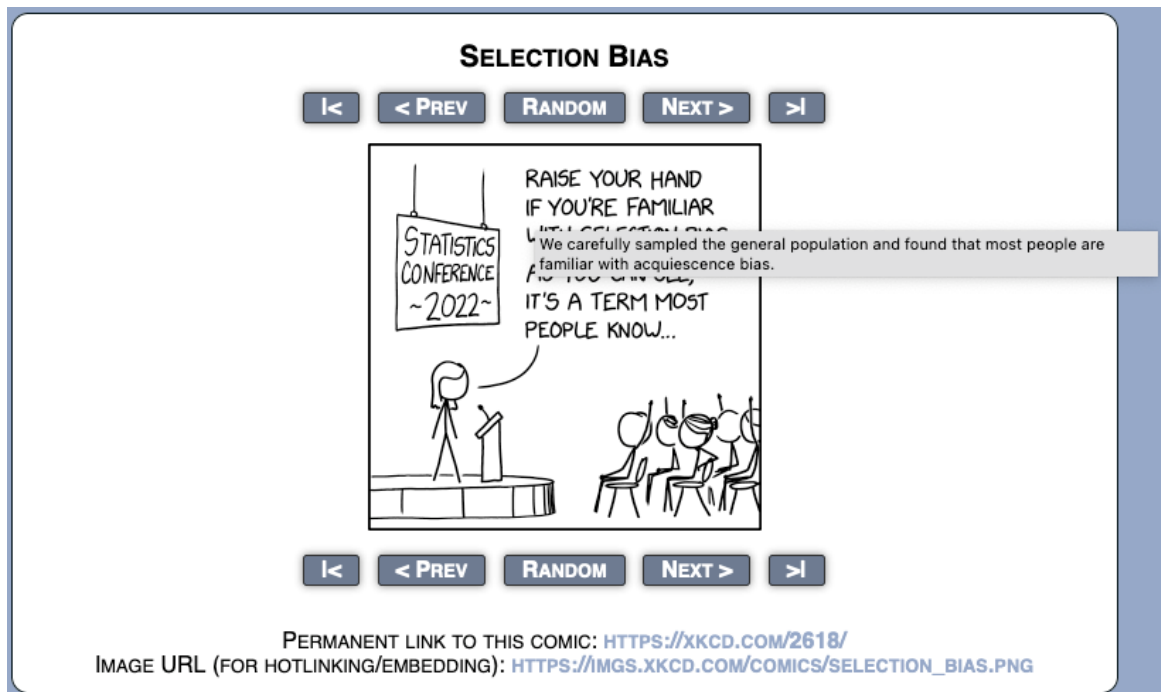 SELECTION BIAS
|<
< PREV
RANDOM
NEXT >
>|
STATISTICS
CONFERENCE
~2022~
RAISE YOUR HAND
IF YOU'RE FAMILIAR
We carefully sampled the general population and found that most people are
familiar with acquiescence bias.
IT'S A TERM MOST
PEOPLE KNOW...
|<
< PREV
RANDOM
NEXT >
>|
PERMANENT LINK TO THIS COMIC: HTTPS://XKCD.COM/2618/
IMAGE URL (FOR HOTLINKING/EMBEDDING): HTTPS://IMGS.XKCD.COM/COMICS/SELECTION_BIAS.PNG